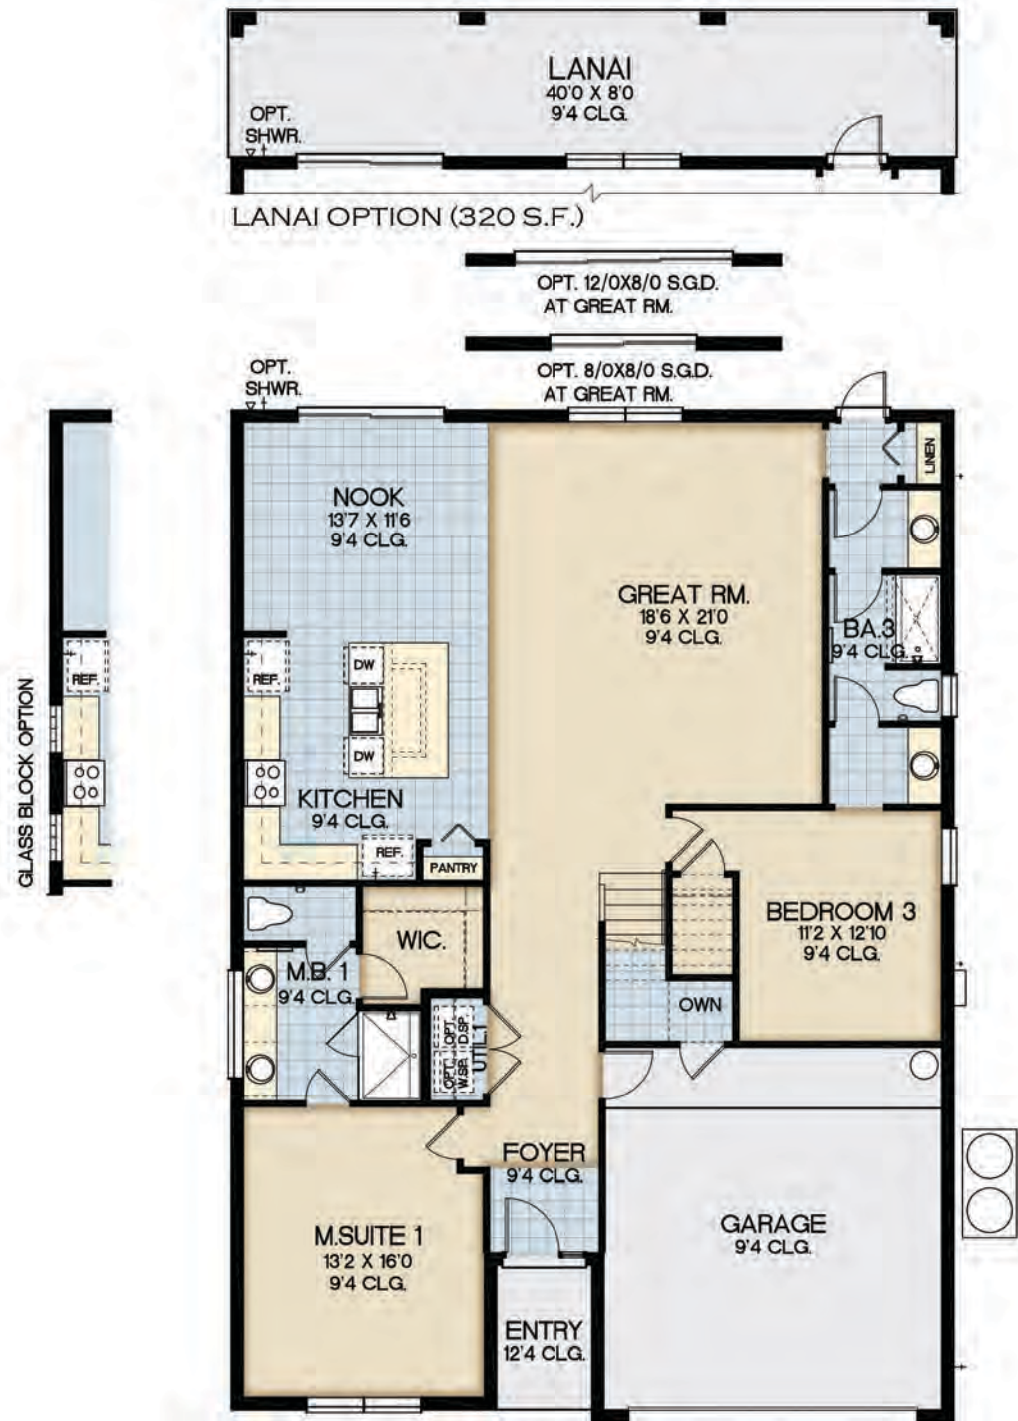 LANAI
40'0 X 8'0
9'4 CLG.
OPT.
SHWR.
LANAI OPTION (320 S.F.)
OPT. 12/0X8/0 S.G.D.
AT GREAT RM.
OPT. 8/0X8/0 S.G.D.
AT GREAT RM.
OPT.
SHWR.
LINEN
NOOK
13'7 X 11'6
9'4 CLG.
GREAT RM.
18'6 X 21'0
9'4 CLG.
BA.3
9'4 CLG.
REF.
GLASS BLOCK OPTION
REF.
DW
DW
KITCHEN
9'4 CLG.
REF.
PANTRY
WIC.
M.B. 1
9'4 CLG.
OPT.
D.SP.
OPT.
W.SP.
UTIL.1
BEDROOM 3
11'2 X 12'10
9'4 CLG.
OWN
FOYER
9'4 CLG.
M.SUITE 1
13'2 X 16'0
9'4 CLG.
GARAGE
9'4 CLG.
ENTRY
12'4 CLG.